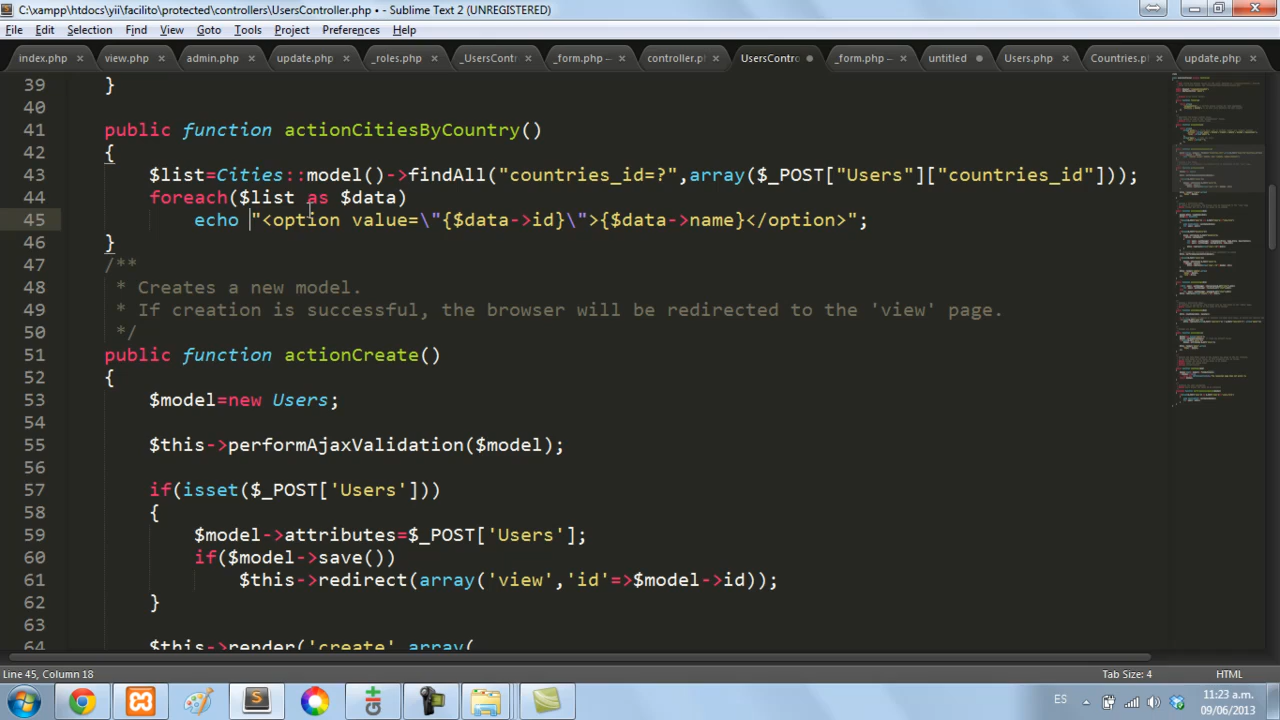 C:\xampp\htdocs\yii\facilito\protected\controllers\UsersController.php • - Sublime Text 2 (UNREGISTERED)
File Edit Selection Find View Goto Tools Project Preferences Help
index.php view.php admin.php update.php _roles.php _UsersContr _form.php — controller.p UsersContro _form.php — untitled Users.php Countries.p update.php
39 }
40
41 public function actionCitiesByCountry()
42 {
43 $list=Cities::model()->findAll("countries_id=?",array($_POST["Users"]["countries_id"]));
44 foreach($list as $data)
45 echo "<option value=\"{$data->id}\">{$data->name}</option>";
46 }
47 /**
48 * Creates a new model.
49 * If creation is successful, the browser will be redirected to the 'view' page.
50 */
51 public function actionCreate()
52 {
53 $model=new Users;
54
55 $this->performAjaxValidation($model);
56
57 if(isset($_POST['Users']))
58 {
59 $model->attributes=$_POST['Users'];
60 if($model->save())
61 $this->redirect(array('view','id'=>$model->id));
62 }
63
64 $this->render('create',array(
Line 45, Column 18 Tab Size: 4 HTML
ES 11:23 a.m.
09/06/2013